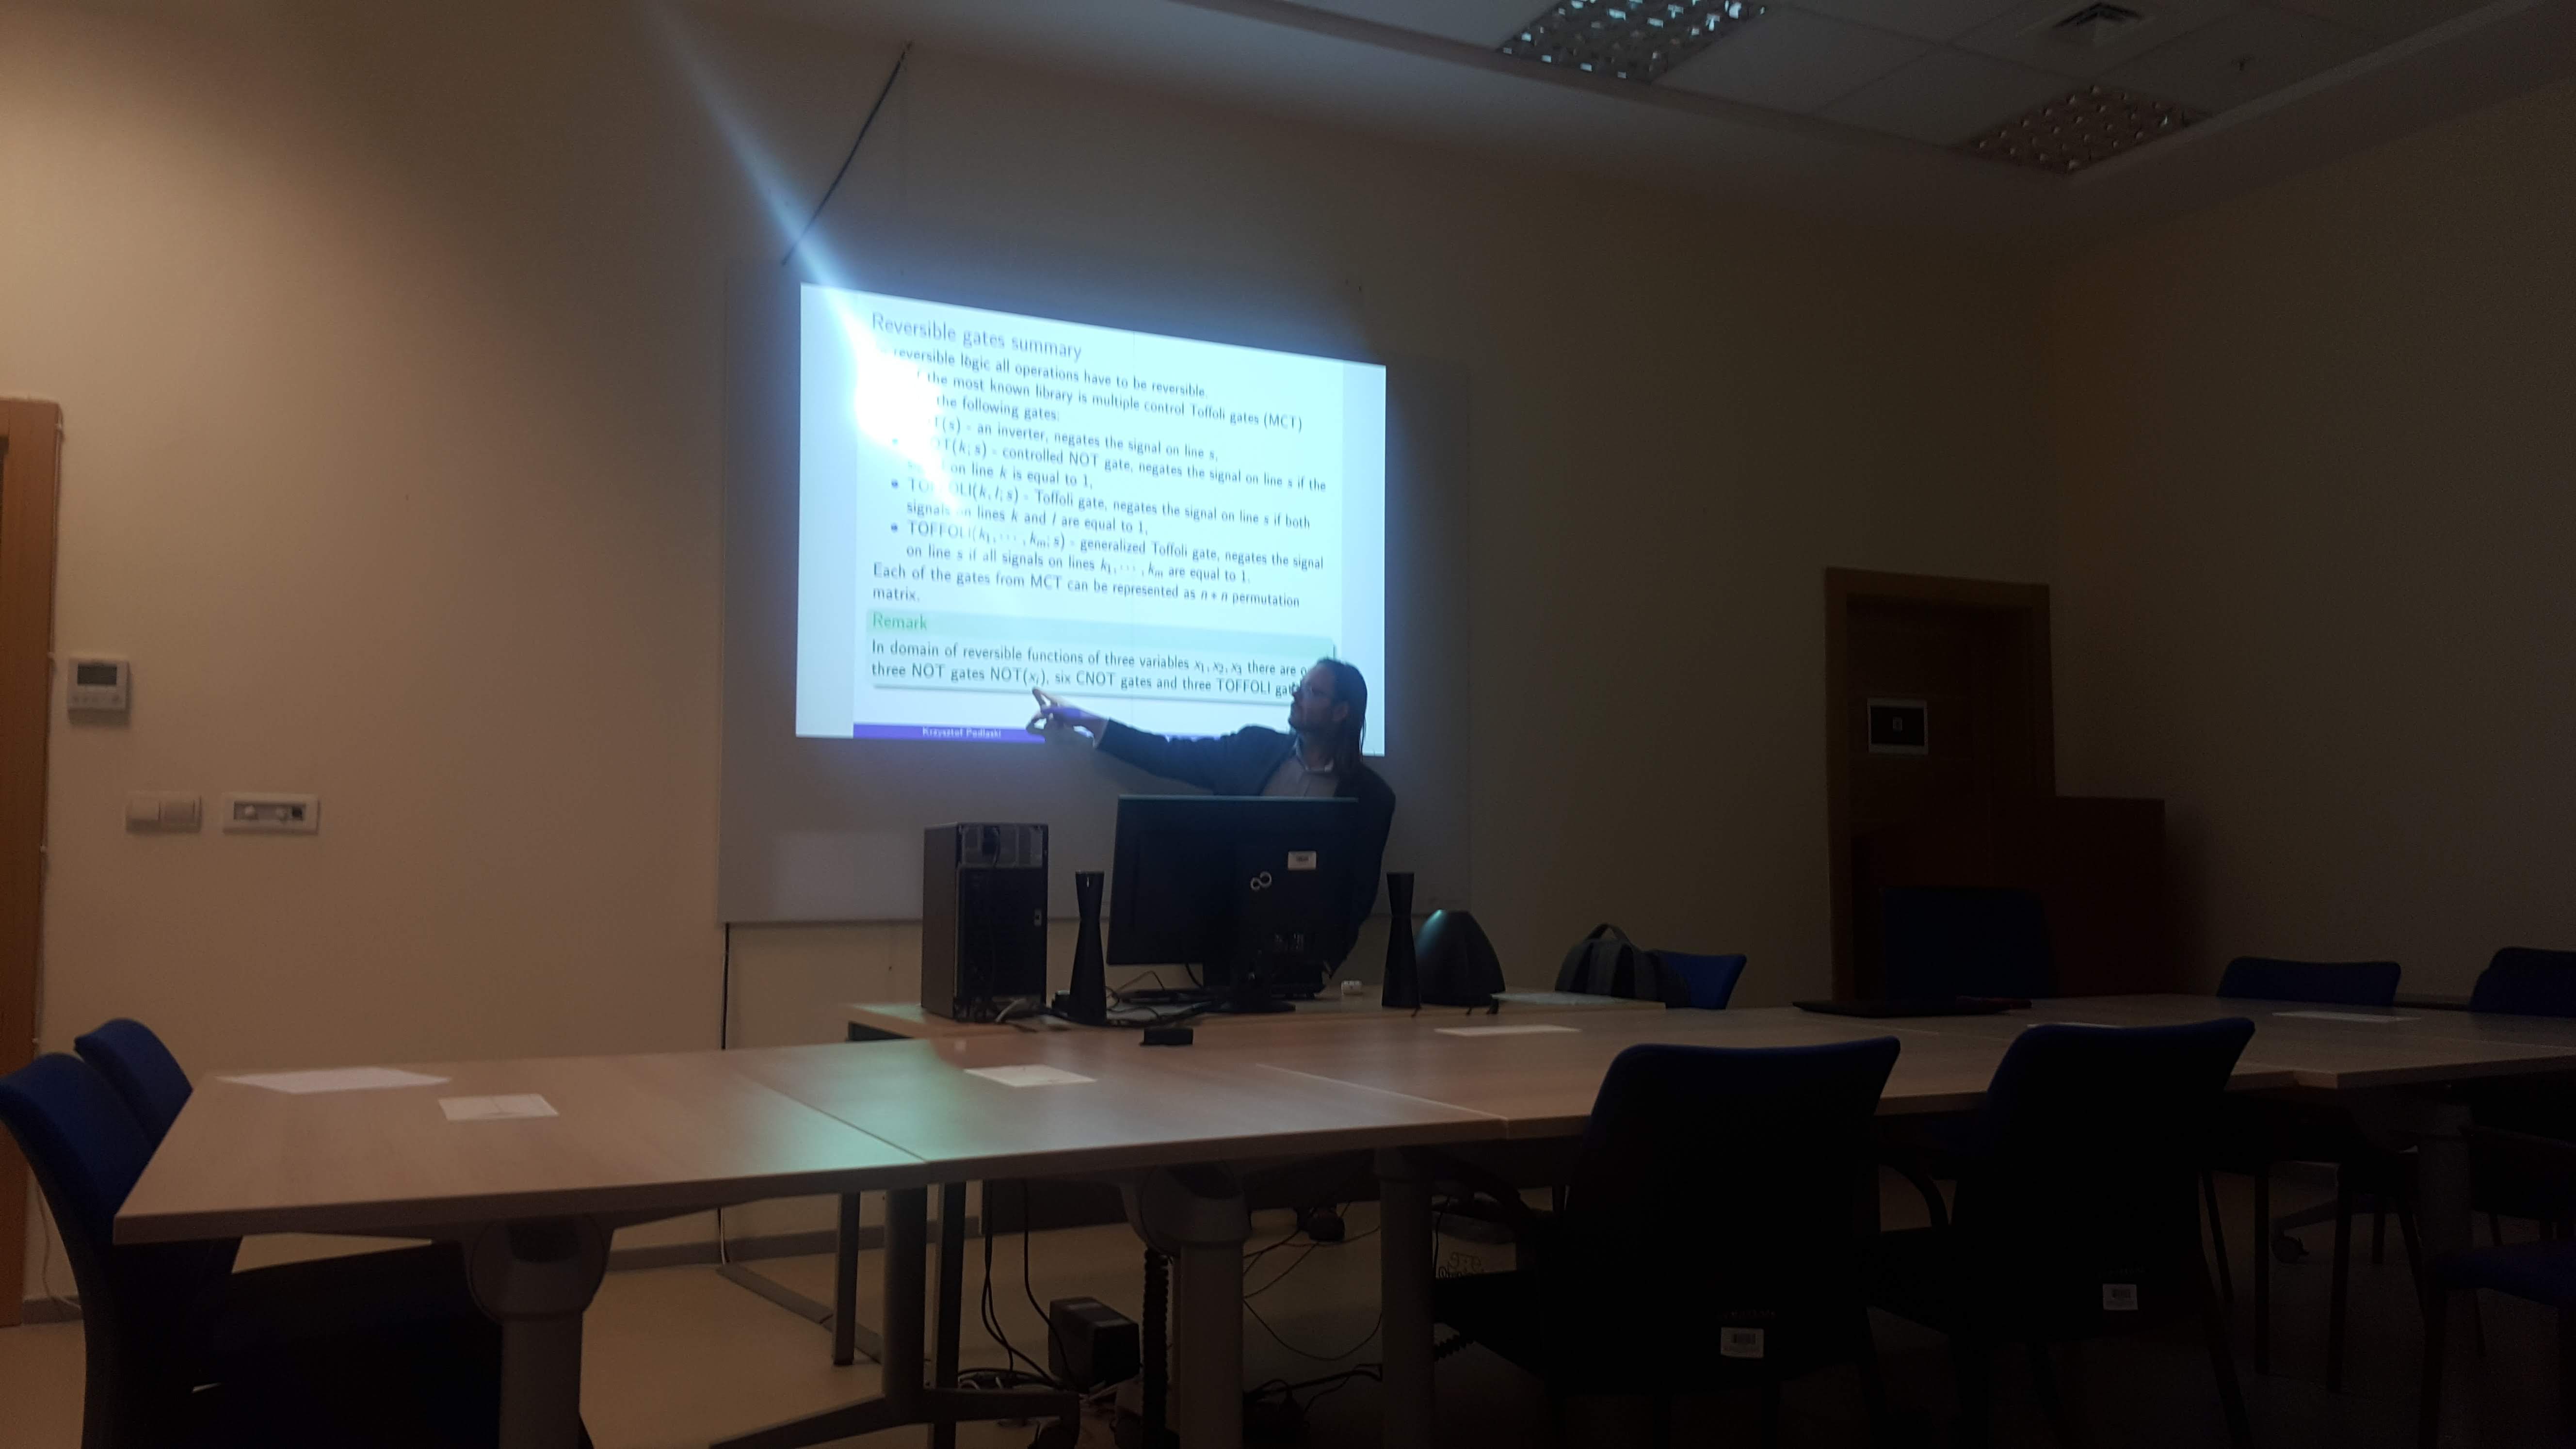 Reversible gates summary
reversible logic all operations have to be reversible.
the most known library is multiple control Toffoli gates (MCT)
the following gates:
(s) - an inverter, negates the signal on line s,
(k; s) - controlled NOT gate, negates the signal on line s if the
on line k is equal to 1,
• TOFFOLI(k, l; s) - Toffoli gate, negates the signal on line s if both
signals on lines k and l are equal to 1,
• TOFFOLI(k₁, ⋯ , kₘ; s) - generalized Toffoli gate, negates the signal
on line s if all signals on lines k₁, ⋯ , kₘ are equal to 1.
Each of the gates from MCT can be represented as n * n permutation
matrix.
Remark
In domain of reversible functions of three variables x₁, x₂, x₃ there are
three NOT gates NOT(xᵢ), six CNOT gates and three TOFFOLI
Krzysztof Podlaski